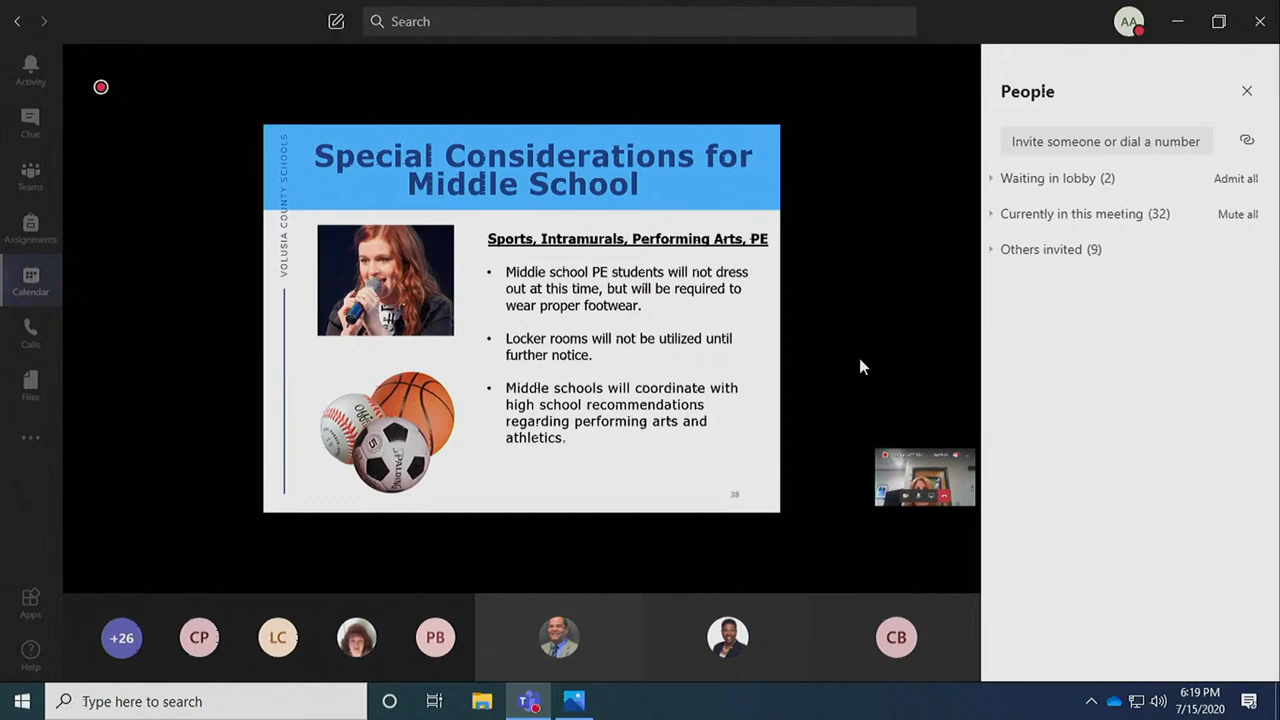 Search
AA
Activity
Chat
Teams
Assignments
Calendar
Calls
Files
Apps
Help
VOLUSIA COUNTY SCHOOLS
Special Considerations for
Middle School
Sports, Intramurals, Performing Arts, PE
• Middle school PE students will not dress
out at this time, but will be required to
wear proper footwear.
• Locker rooms will not be utilized until
further notice.
• Middle schools will coordinate with
high school recommendations
regarding performing arts and
athletics.
SPALDING
5
38
People
Invite someone or dial a number
Waiting in lobby (2)
Admit all
Currently in this meeting (32)
Mute all
Others invited (9)
+26
CP
LC
PB
CB
Type here to search
6:19 PM
7/15/2020